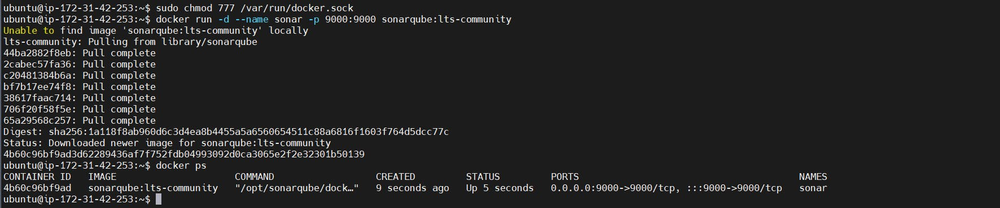 ubuntu@ip-172-31-42-253:~$ sudo chmod 777 /var/run/docker.sock
ubuntu@ip-172-31-42-253:~$ docker run -d --name sonar -p 9000:9000 sonarqube:lts-community
Unable to find image 'sonarqube:lts-community' locally
lts-community: Pulling from library/sonarqube
44ba2882f8eb: Pull complete
2cabec57fa36: Pull complete
c20481384b6a: Pull complete
bf7b17ee74f8: Pull complete
38617faac714: Pull complete
706f20f58f5e: Pull complete
65a29568c257: Pull complete
Digest: sha256:1a118f8ab960d6c3d4ea8b4455a5a6560654511c88a6816f1603f764d5dcc77c
Status: Downloaded newer image for sonarqube:lts-community
4b60c96bf9ad3d62289436af7f752fdb04993092d0ca3065e2f2e32301b50139
ubuntu@ip-172-31-42-253:~$ docker ps
CONTAINER ID   IMAGE                     COMMAND                  CREATED         STATUS         PORTS                                       NAMES
4b60c96bf9ad   sonarqube:lts-community   "/opt/sonarqube/dock…"   9 seconds ago   Up 5 seconds   0.0.0.0:9000->9000/tcp, :::9000->9000/tcp   sonar
ubuntu@ip-172-31-42-253:~$